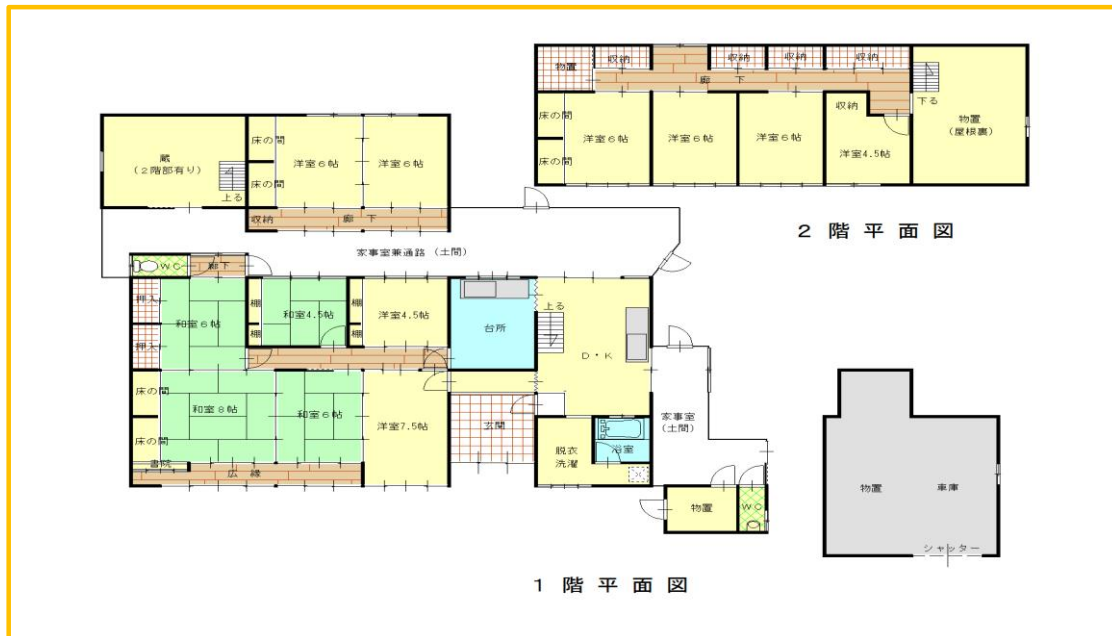 物置
収納
収納
収納
収納
廊　下
床の間
床の間
洋室6帖
洋室6帖
洋室6帖
収納
洋室4.5帖
下る
物置
(屋根裏)
2 階 平 面 図
蔵
(2階部有り)
上る
床の間
床の間
洋室6帖
洋室6帖
収納
廊　下
家事室兼通路 (土間)
WC
廊下
押入
押入
和室6帖
棚
棚
和室4.5帖
棚
棚
洋室4.5帖
台所
上る
D・K
床の間
床の間
書院
和室8帖
和室6帖
洋室7.5帖
広　縁
玄関
脱衣
洗濯
浴室
家事室
(土間)
物置
WC
物置
車庫
シャッター
1 階 平 面 図